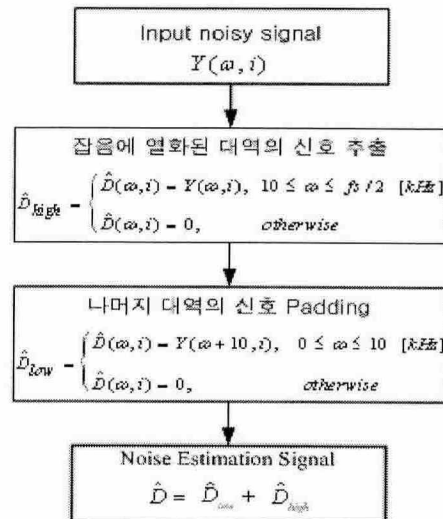 Input noisy signal
Y(ω,i)
잡음에 열화된 대역의 신호 추출
D̂high = { D̂(ω,i) = Y(ω,i), 10 ≤ ω ≤ fs/2 [kHz]
D̂(ω,i) = 0, otherwise
나머지 대역의 신호 Padding
D̂low = { D̂(ω,i) = Y(ω+10,i), 0 ≤ ω ≤ 10 [kHz]
D̂(ω,i) = 0, otherwise
Noise Estimation Signal
D̂ = D̂low + D̂high